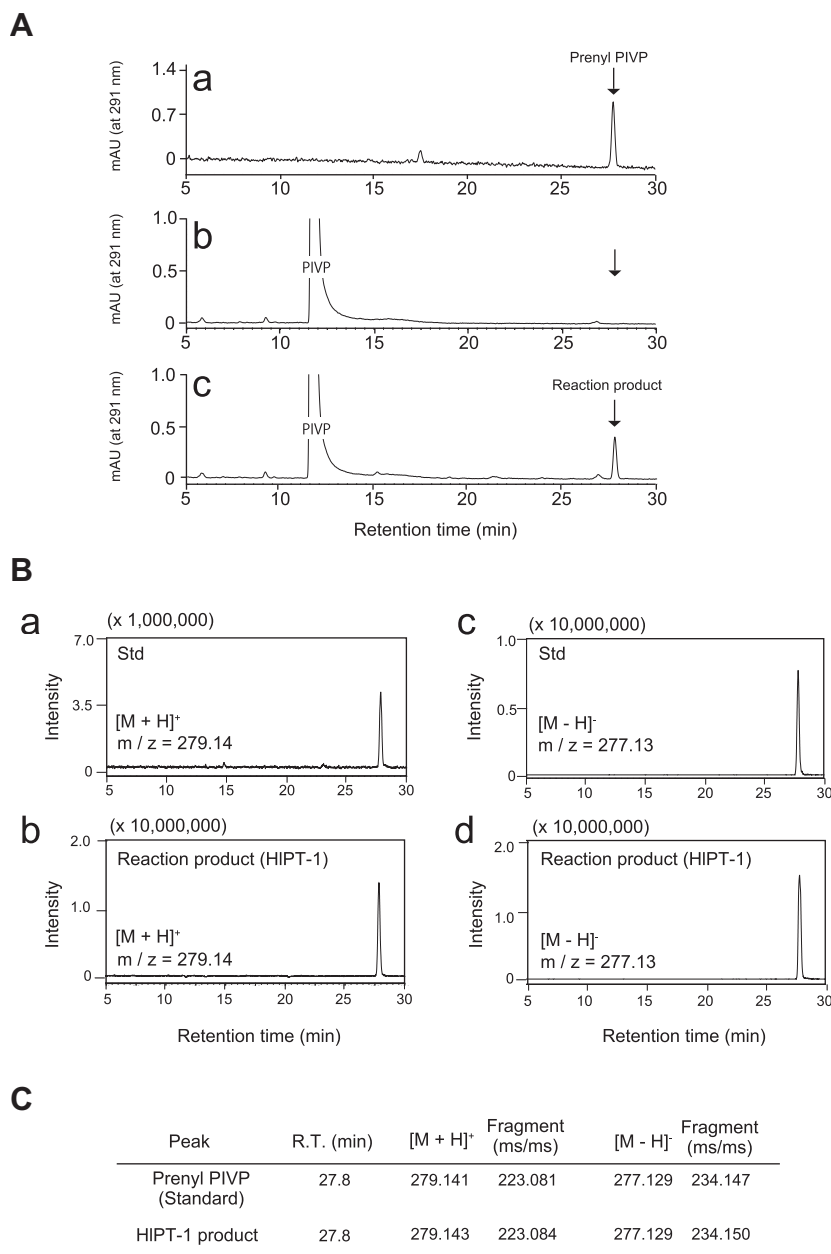 A
a
Prenyl PIVP
mAU (at 291 nm)
1.4
0.7
0
5 10 15 20 25 30
b
mAU (at 291 nm)
1.0
0.5
0
PIVP
5 10 15 20 25 30
c
Reaction product
mAU (at 291 nm)
1.0
0.5
0
PIVP
5 10 15 20 25 30
Retention time (min)
B
a
(x 1,000,000)
7.0
3.5
0
Intensity
Std
[M + H]+
m / z = 279.14
5 10 15 20 25 30
c
(x 10,000,000)
1.0
0.5
0
Intensity
Std
[M - H]-
m / z = 277.13
5 10 15 20 25 30
b
(x 10,000,000)
2.0
1.0
0
Intensity
Reaction product (HlPT-1)
[M + H]+
m / z = 279.14
5 10 15 20 25 30
Retention time (min)
d
(x 10,000,000)
2.0
1.0
0
Intensity
Reaction product (HlPT-1)
[M - H]-
m / z = 277.13
5 10 15 20 25 30
Retention time (min)
C
Peak R.T. (min) [M + H]+ Fragment (ms/ms) [M - H]- Fragment (ms/ms)
Prenyl PIVP (Standard) 27.8 279.141 223.081 277.129 234.147
HlPT-1 product 27.8 279.143 223.084 277.129 234.150